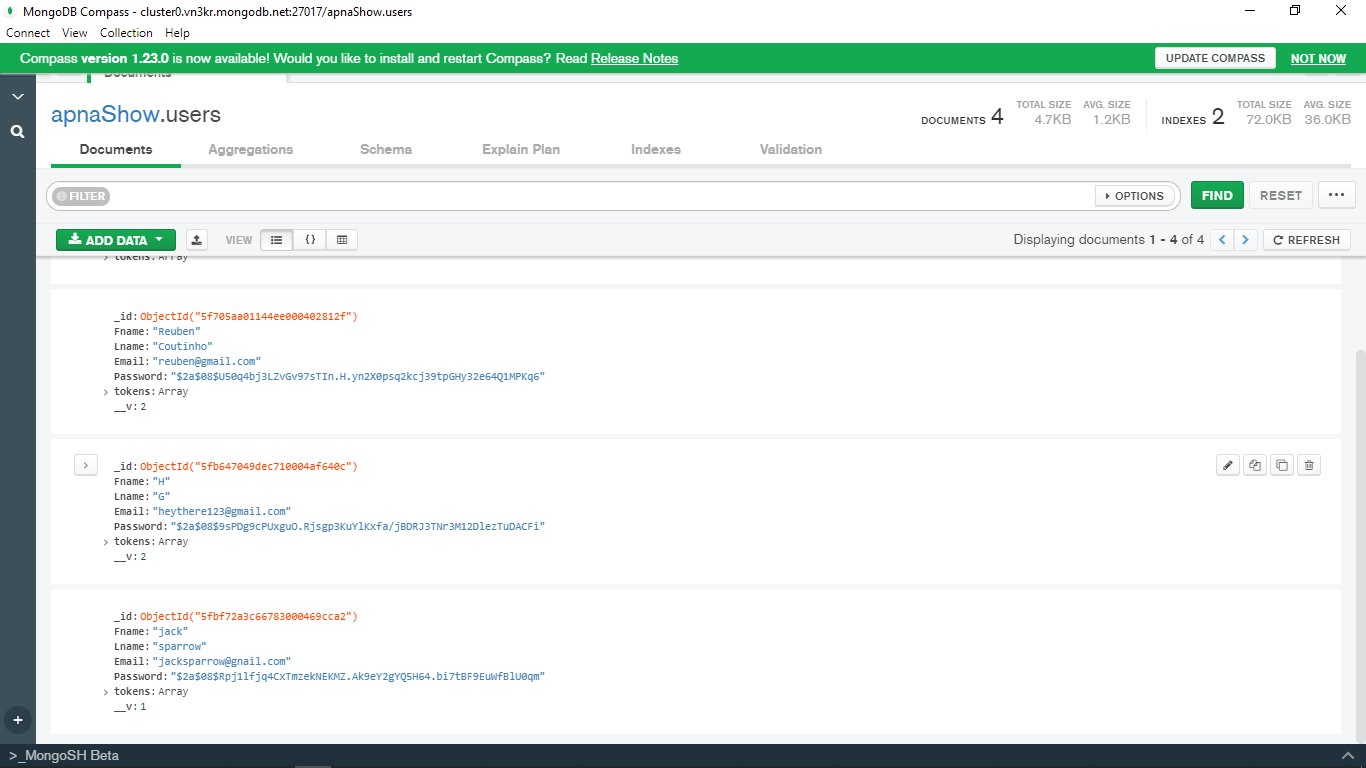 MongoDB Compass - cluster0.vn3kr.mongodb.net:27017/apnaShow.users
Connect View Collection Help
Compass version 1.23.0 is now available! Would you like to install and restart Compass? Read Release Notes
UPDATE COMPASS
NOT NOW
Documents
apnaShow.users
DOCUMENTS 4
TOTAL SIZE 4.7KB
AVG. SIZE 1.2KB
INDEXES 2
TOTAL SIZE 72.0KB
AVG. SIZE 36.0KB
Documents Aggregations Schema Explain Plan Indexes Validation
FILTER
OPTIONS
FIND
RESET
ADD DATA
VIEW
Displaying documents 1 - 4 of 4
REFRESH
tokens: Array
_id: ObjectId("5f705aa01144ee000402812f")
Fname: "Reuben"
Lname: "Coutinho"
Email: "reuben@gmail.com"
Password: "$2a$08$U50q4bj3LZvGv97sTIn.H.yn2X0psq2kcj39tpGHy32e64Q1MPKq6"
tokens: Array
__v: 2
_id: ObjectId("5fb647049dec710004af640c")
Fname: "H"
Lname: "G"
Email: "heythere123@gmail.com"
Password: "$2a$08$9sPDg9cPUxguO.Rjsgp3KuYlKxfa/jBDRJ3TNr3M12DlezTuDACFi"
tokens: Array
__v: 2
_id: ObjectId("5fbf72a3c66783000469cca2")
Fname: "jack"
Lname: "sparrow"
Email: "jacksparrow@gnail.com"
Password: "$2a$08$Rpj1lfjq4CxTmzekNEKMZ.Ak9eY2gYQ5H64.bi7tBF9EuWfBlU0qm"
tokens: Array
__v: 1
>_MongoSH Beta